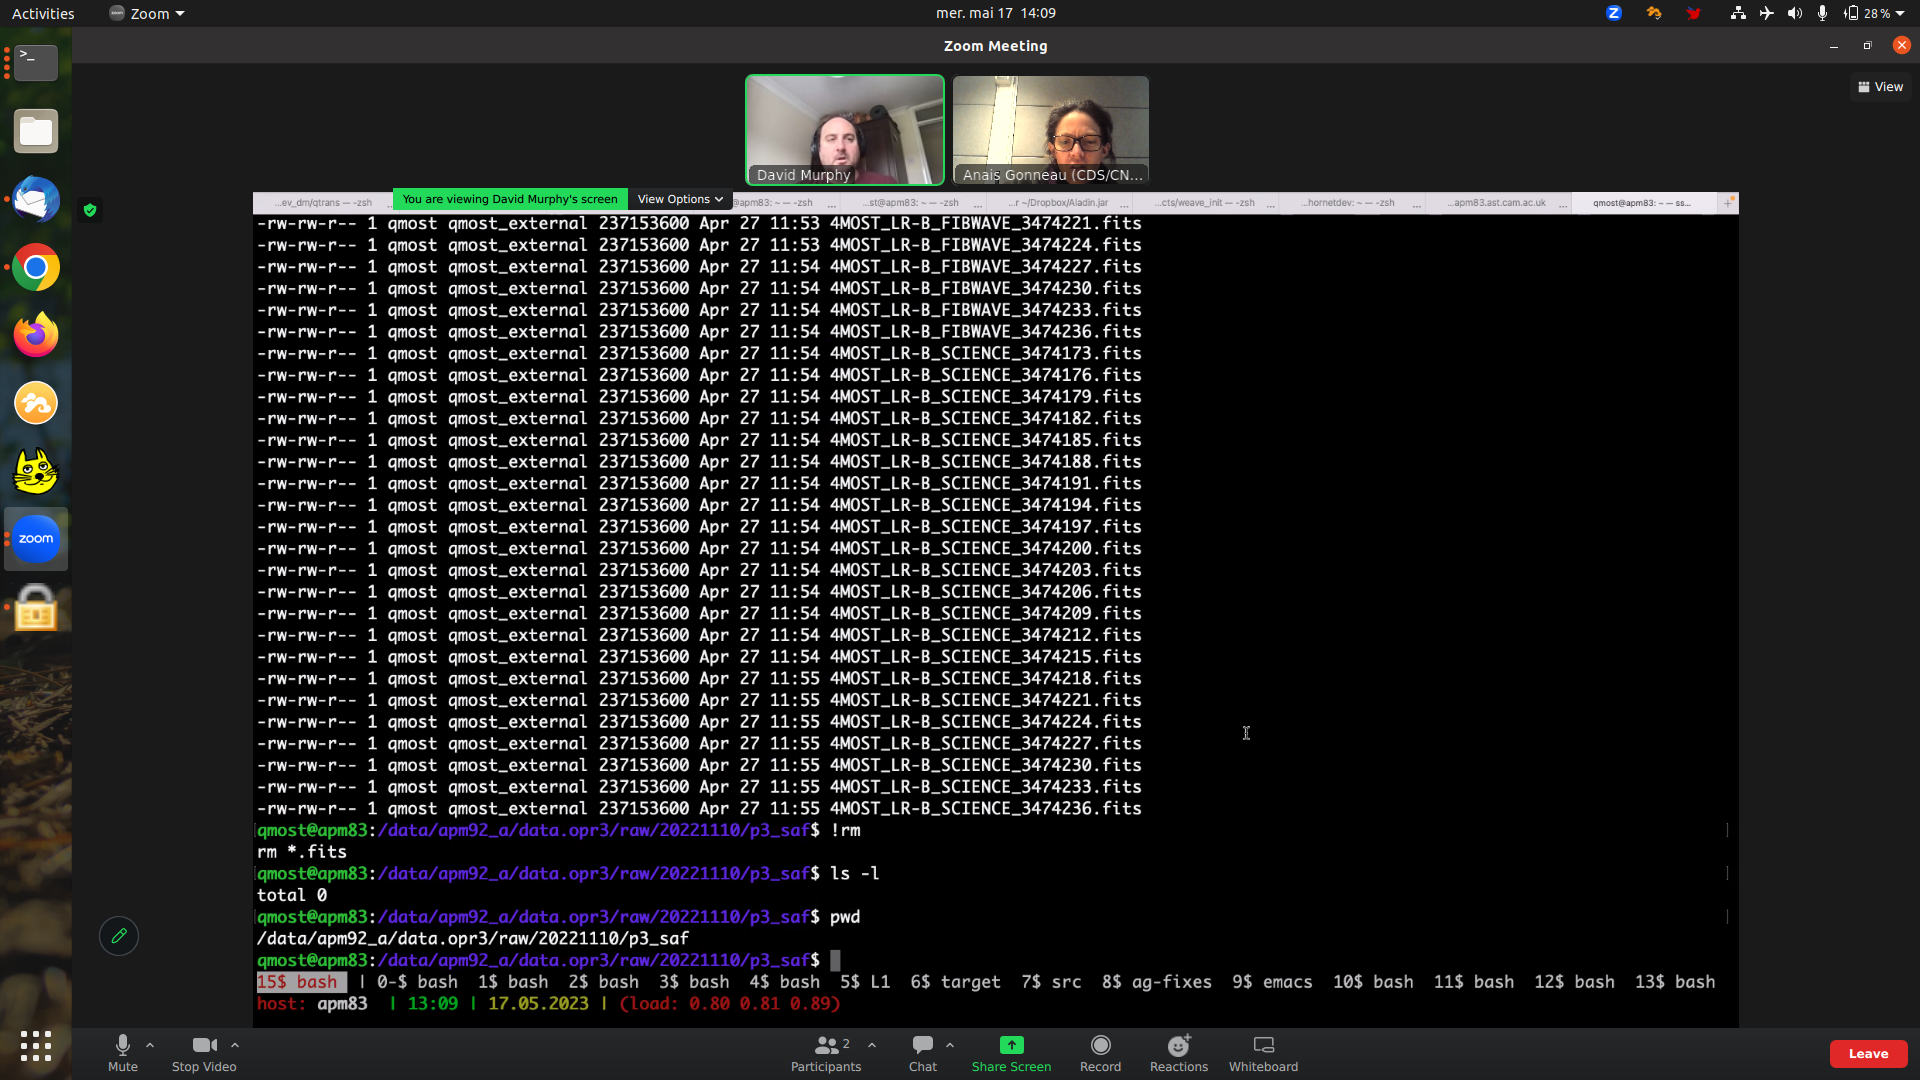 Activities
Zoom
mer. mai 17  14:09
28 %
Zoom Meeting
View
David Murphy
Anais Gonneau (CDS/CN...
You are viewing David Murphy's screen
View Options
...ev_dm/qtrans — -zsh ...
@apm83: ~ — -zsh ...
...st@apm83: ~ — -zsh ...
...r ~/Dropbox/Aladin.jar ...
...cts/weave_init — -zsh ...
...hornetdev: ~ — -zsh ...
...apm83.ast.cam.ac.uk ...
qmost@apm83: ~ — ss...
+
-rw-rw-r-- 1 qmost qmost_external 237153600 Apr 27 11:53 4MOST_LR-B_FIBWAVE_3474221.fits
-rw-rw-r-- 1 qmost qmost_external 237153600 Apr 27 11:53 4MOST_LR-B_FIBWAVE_3474224.fits
-rw-rw-r-- 1 qmost qmost_external 237153600 Apr 27 11:54 4MOST_LR-B_FIBWAVE_3474227.fits
-rw-rw-r-- 1 qmost qmost_external 237153600 Apr 27 11:54 4MOST_LR-B_FIBWAVE_3474230.fits
-rw-rw-r-- 1 qmost qmost_external 237153600 Apr 27 11:54 4MOST_LR-B_FIBWAVE_3474233.fits
-rw-rw-r-- 1 qmost qmost_external 237153600 Apr 27 11:54 4MOST_LR-B_FIBWAVE_3474236.fits
-rw-rw-r-- 1 qmost qmost_external 237153600 Apr 27 11:54 4MOST_LR-B_SCIENCE_3474173.fits
-rw-rw-r-- 1 qmost qmost_external 237153600 Apr 27 11:54 4MOST_LR-B_SCIENCE_3474176.fits
-rw-rw-r-- 1 qmost qmost_external 237153600 Apr 27 11:54 4MOST_LR-B_SCIENCE_3474179.fits
-rw-rw-r-- 1 qmost qmost_external 237153600 Apr 27 11:54 4MOST_LR-B_SCIENCE_3474182.fits
-rw-rw-r-- 1 qmost qmost_external 237153600 Apr 27 11:54 4MOST_LR-B_SCIENCE_3474185.fits
-rw-rw-r-- 1 qmost qmost_external 237153600 Apr 27 11:54 4MOST_LR-B_SCIENCE_3474188.fits
-rw-rw-r-- 1 qmost qmost_external 237153600 Apr 27 11:54 4MOST_LR-B_SCIENCE_3474191.fits
-rw-rw-r-- 1 qmost qmost_external 237153600 Apr 27 11:54 4MOST_LR-B_SCIENCE_3474194.fits
-rw-rw-r-- 1 qmost qmost_external 237153600 Apr 27 11:54 4MOST_LR-B_SCIENCE_3474197.fits
-rw-rw-r-- 1 qmost qmost_external 237153600 Apr 27 11:54 4MOST_LR-B_SCIENCE_3474200.fits
-rw-rw-r-- 1 qmost qmost_external 237153600 Apr 27 11:54 4MOST_LR-B_SCIENCE_3474203.fits
-rw-rw-r-- 1 qmost qmost_external 237153600 Apr 27 11:54 4MOST_LR-B_SCIENCE_3474206.fits
-rw-rw-r-- 1 qmost qmost_external 237153600 Apr 27 11:54 4MOST_LR-B_SCIENCE_3474209.fits
-rw-rw-r-- 1 qmost qmost_external 237153600 Apr 27 11:54 4MOST_LR-B_SCIENCE_3474212.fits
-rw-rw-r-- 1 qmost qmost_external 237153600 Apr 27 11:54 4MOST_LR-B_SCIENCE_3474215.fits
-rw-rw-r-- 1 qmost qmost_external 237153600 Apr 27 11:55 4MOST_LR-B_SCIENCE_3474218.fits
-rw-rw-r-- 1 qmost qmost_external 237153600 Apr 27 11:55 4MOST_LR-B_SCIENCE_3474221.fits
-rw-rw-r-- 1 qmost qmost_external 237153600 Apr 27 11:55 4MOST_LR-B_SCIENCE_3474224.fits
-rw-rw-r-- 1 qmost qmost_external 237153600 Apr 27 11:55 4MOST_LR-B_SCIENCE_3474227.fits
-rw-rw-r-- 1 qmost qmost_external 237153600 Apr 27 11:55 4MOST_LR-B_SCIENCE_3474230.fits
-rw-rw-r-- 1 qmost qmost_external 237153600 Apr 27 11:55 4MOST_LR-B_SCIENCE_3474233.fits
-rw-rw-r-- 1 qmost qmost_external 237153600 Apr 27 11:55 4MOST_LR-B_SCIENCE_3474236.fits
qmost@apm83:/data/apm92_a/data.opr3/raw/20221110/p3_saf$ !rm
rm *.fits
qmost@apm83:/data/apm92_a/data.opr3/raw/20221110/p3_saf$ ls -l
total 0
qmost@apm83:/data/apm92_a/data.opr3/raw/20221110/p3_saf$ pwd
/data/apm92_a/data.opr3/raw/20221110/p3_saf
qmost@apm83:/data/apm92_a/data.opr3/raw/20221110/p3_saf$
15$ bash | 0-$ bash 1$ bash 2$ bash 3$ bash 4$ bash 5$ L1 6$ target 7$ src 8$ ag-fixes 9$ emacs 10$ bash 11$ bash 12$ bash 13$ bash
host: apm83 | 13:09 | 17.05.2023 | (load: 0.80 0.81 0.89)
zoom
Mute
Stop Video
Participants
2
Chat
Share Screen
Record
Reactions
Whiteboard
Leave